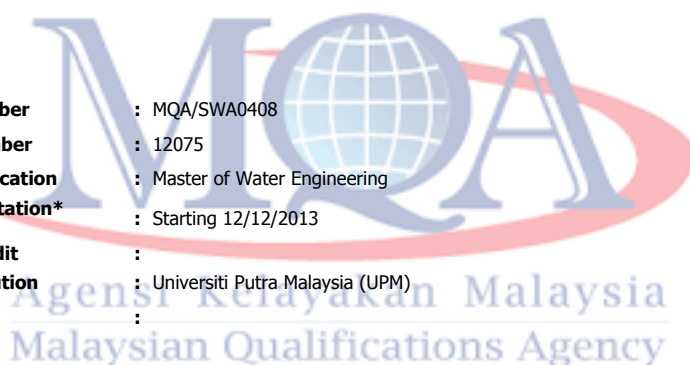 MQA
ber : MQA/SWA0408
ber : 12075
cation : Master of Water Engineering
tation*
: Starting 12/12/2013
dit :
tion : Universiti Putra Malaysia (UPM)
:
Agensi Kelayakan Malaysia
Malaysian Qualifications Agency